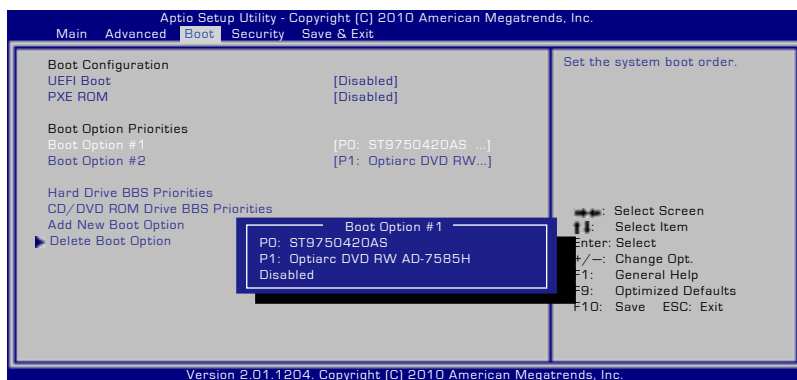 Aptio Setup Utility - Copyright (C) 2010 American Megatrends, Inc.
Main Advanced Boot Security Save & Exit
Boot Configuration
UEFI Boot [Disabled]
PXE ROM [Disabled]
Boot Option Priorities
Boot Option #1 [P0: ST9750420AS ...]
Boot Option #2 [P1: Optiarc DVD RW...]
Hard Drive BBS Priorities
CD/DVD ROM Drive BBS Priorities
Add New Boot Option
Delete Boot Option
Boot Option #1
P0: ST9750420AS
P1: Optiarc DVD RW AD-7585H
Disabled
Set the system boot order.
: Select Screen
: Select Item
Enter: Select
+/—: Change Opt.
F1: General Help
F9: Optimized Defaults
F10: Save ESC: Exit
Version 2.01.1204. Copyright (C) 2010 American Megatrends, Inc.